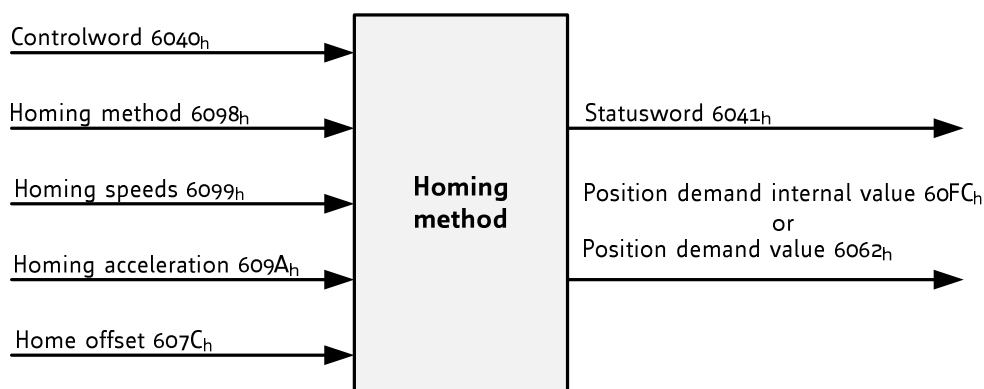 Controlword 6040h
Homing method 6098h
Homing speeds 6099h
Homing acceleration 609Ah
Home offset 607Ch
Homing
method
Statusword 6041h
Position demand internal value 60FCh
or
Position demand value 6062h